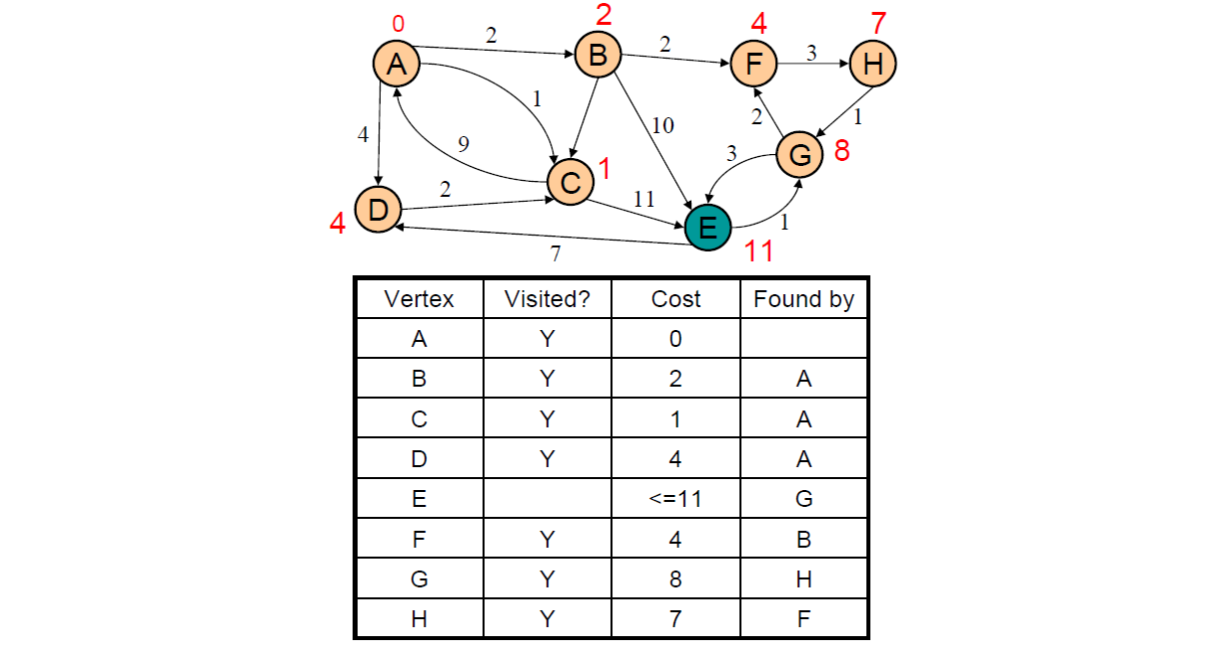 0
2
4
7
A
2
B
2
F
3
H
4
1
9
10
2
1
3
G
8
D
2
C
1
11
E
1
4
7
11
Vertex Visited? Cost Found by
A Y 0
B Y 2 A
C Y 1 A
D Y 4 A
E <=11 G
F Y 4 B
G Y 8 H
H Y 7 F